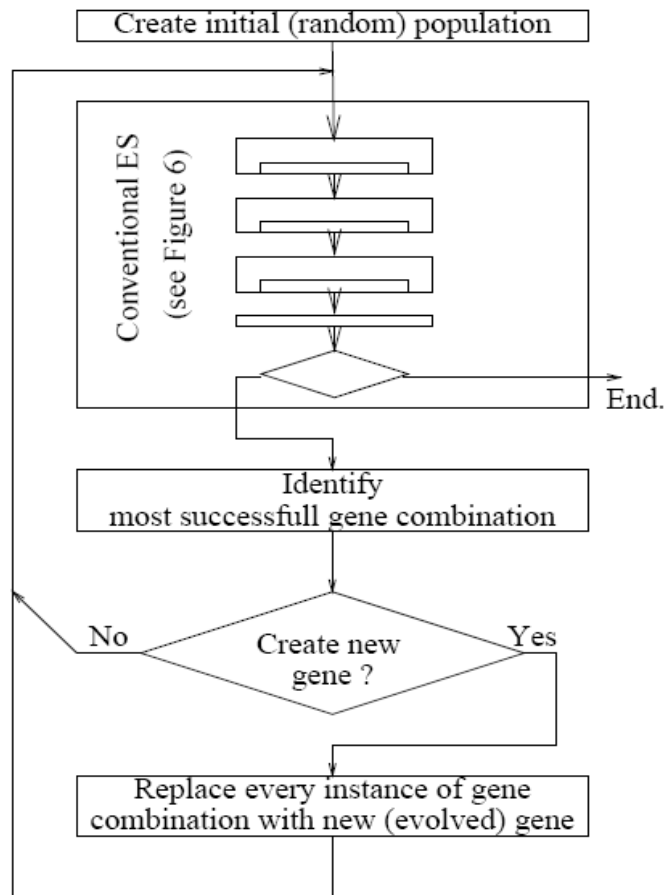 Create initial (random) population
Conventional ES
(see Figure 6)
End.
Identify
most successfull gene combination
No
Yes
Create new
gene ?
Replace every instance of gene
combination with new (evolved) gene